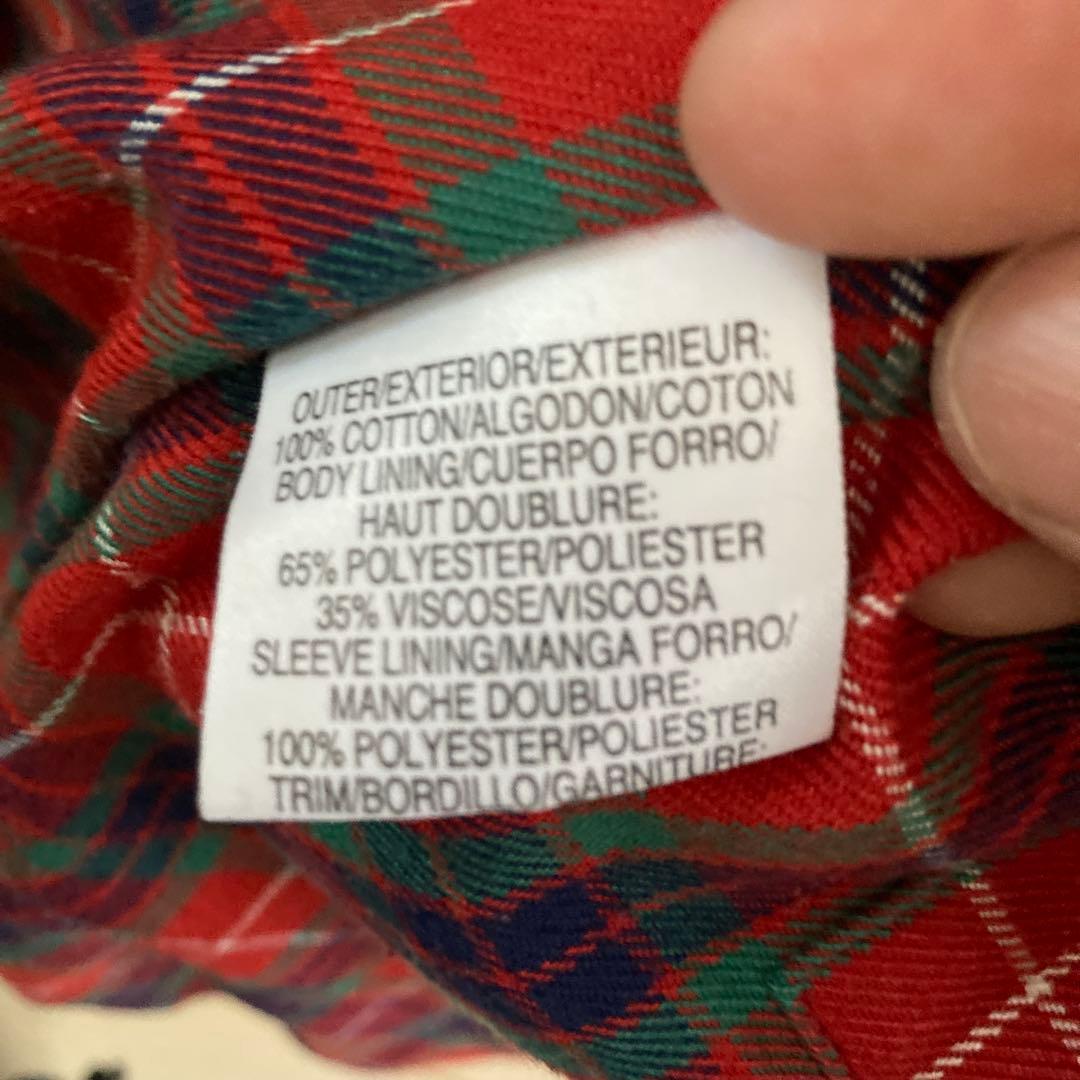 OUTER/EXTERIOR/EXTERIEUR:
100% COTTON/ALGODON/COTON
BODY LINING/CUERPO FORRO/
HAUT DOUBLURE:
65% POLYESTER/POLIESTER
35% VISCOSE/VISCOSA
SLEEVE LINING/MANGA FORRO/
MANCHE DOUBLURE:
100% POLYESTER/POLIESTER
TRIM/BORDILLO/GARNITURE: